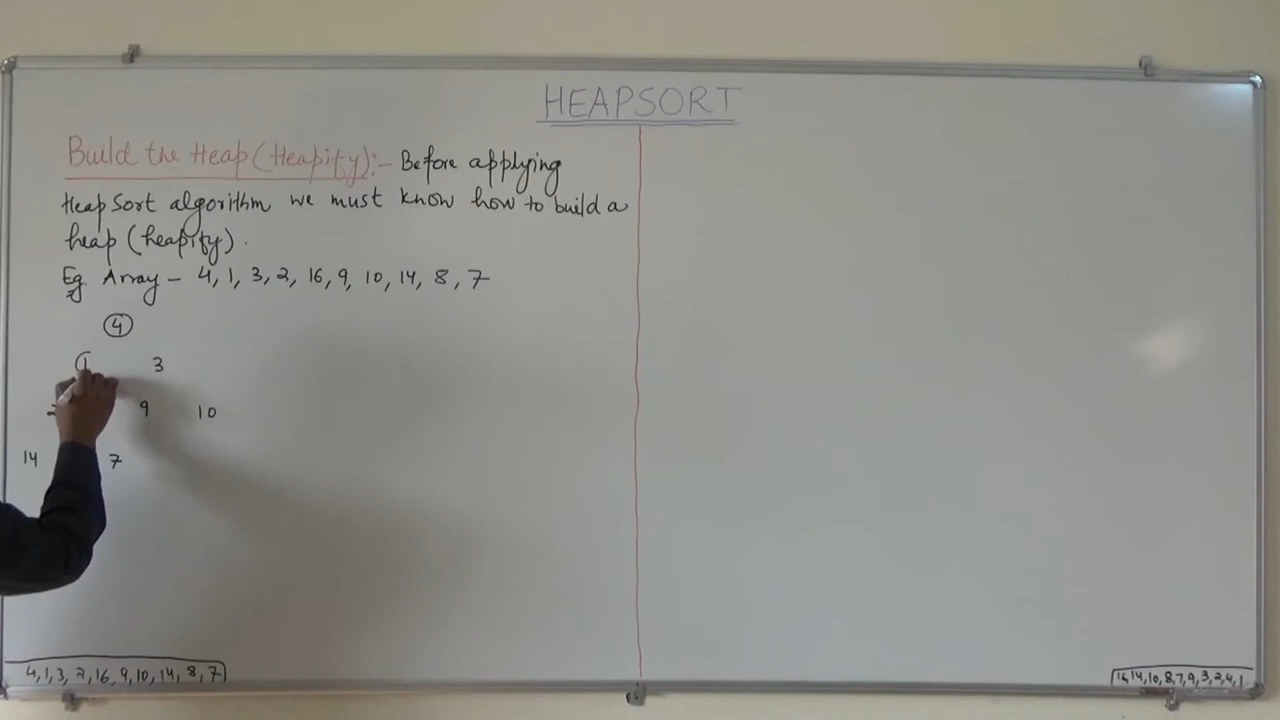 HEAPSORT
Build the Heap (Heapify):- Before applying
HeapSort algorithm we must know how to build a
heap (heapify).
Eg. Array - 4, 1, 3, 2, 16, 9, 10, 14, 8, 7
4
1 3
2 9 10
14 7
4, 1, 3, 2, 16, 9, 10, 14, 8, 7
16, 14, 10, 8, 7, 9, 3, 2, 4, 1